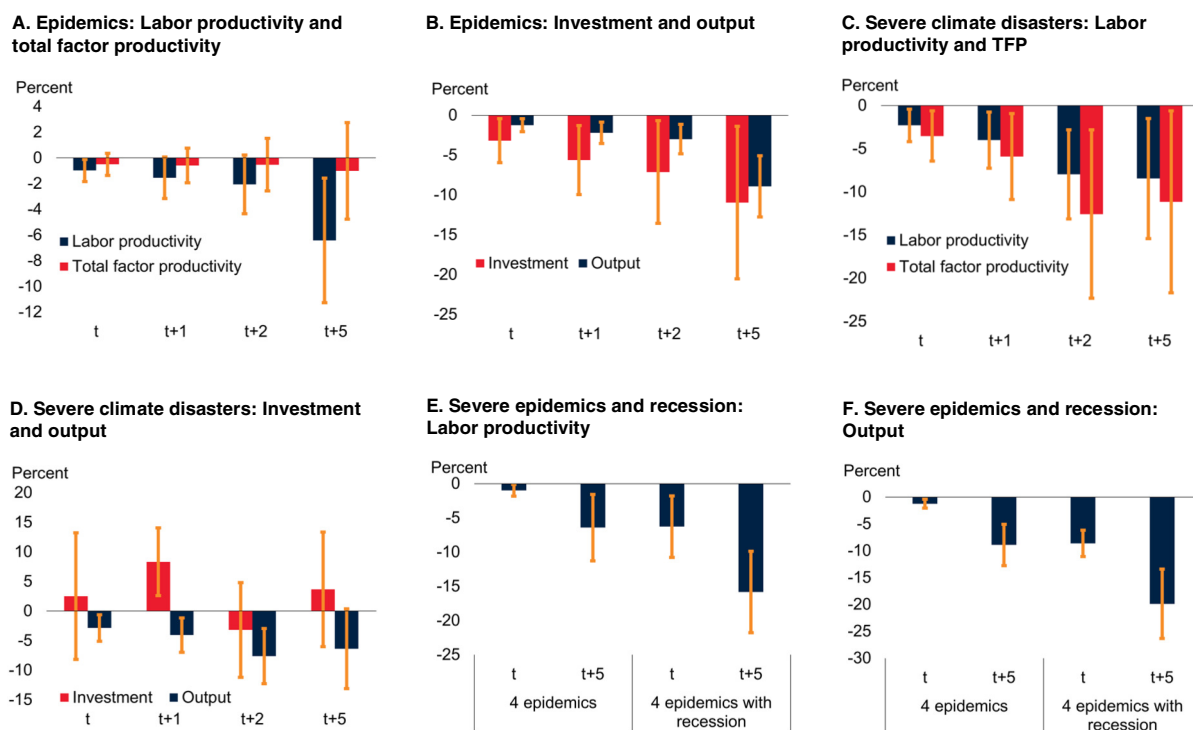 A. Epidemics: Labor productivity and
total factor productivity
Percent
4
2
0
-2
-4
-6
-8
-10
-12
Labor productivity
Total factor productivity
t t+1 t+2 t+5
B. Epidemics: Investment and output
Percent
0
-5
-10
-15
-20
-25
Investment Output
t t+1 t+2 t+5
C. Severe climate disasters: Labor
productivity and TFP
Percent
0
-5
-10
-15
-20
-25
Labor productivity
Total factor productivity
t t+1 t+2 t+5
D. Severe climate disasters: Investment
and output
Percent
20
15
10
5
0
-5
-10
-15
Investment Output
t t+1 t+2 t+5
E. Severe epidemics and recession:
Labor productivity
Percent
0
-5
-10
-15
-20
-25
t t+5 t t+5
4 epidemics 4 epidemics with
recession
F. Severe epidemics and recession:
Output
Percent
0
-5
-10
-15
-20
-25
-30
t t+5 t t+5
4 epidemics 4 epidemics with
recession